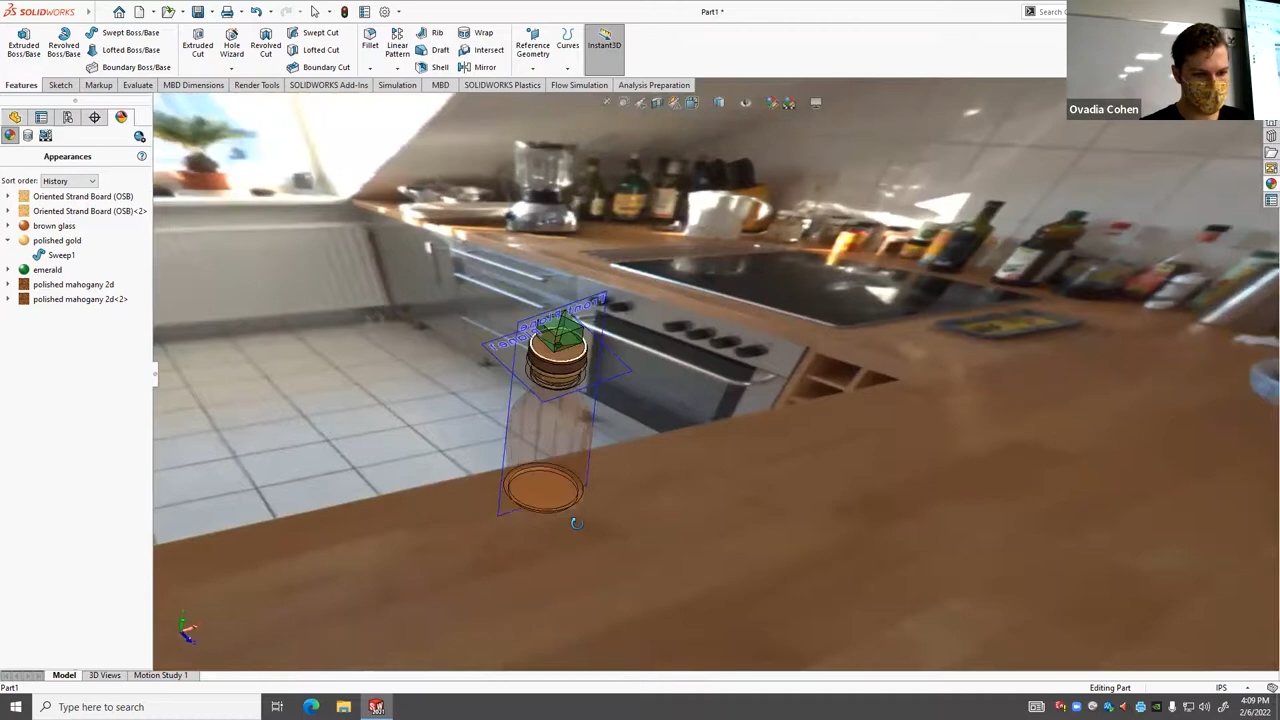 SOLIDWORKS
Part1 *
Search
Extruded Boss/Base
Revolved Boss/Base
Swept Boss/Base
Lofted Boss/Base
Boundary Boss/Base
Extruded Cut
Hole Wizard
Revolved Cut
Swept Cut
Lofted Cut
Boundary Cut
Fillet
Linear Pattern
Rib
Draft
Shell
Wrap
Intersect
Mirror
Reference Geometry
Curves
Instant3D
Ovadia Cohen
Features
Sketch
Markup
Evaluate
MBD Dimensions
Render Tools
SOLIDWORKS Add-Ins
Simulation
MBD
SOLIDWORKS Plastics
Flow Simulation
Analysis Preparation
Appearances
Sort order: History
Oriented Strand Board (OSB)
Oriented Strand Board (OSB)<2>
brown glass
polished gold
Sweep1
emerald
polished mahogany 2d
polished mahogany 2d<2>
Model
3D Views
Motion Study 1
Part1
Editing Part
IPS
Type here to search
4:09 PM
2/6/2022